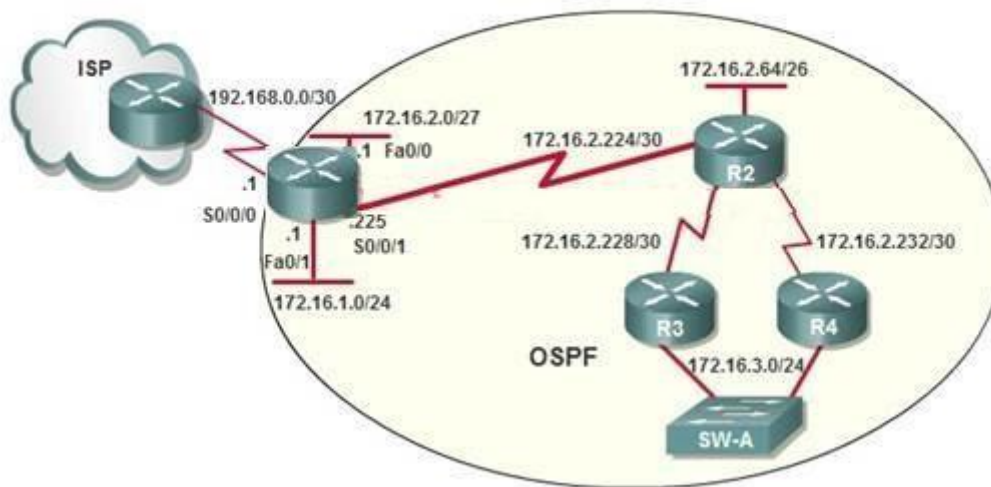 ISP
192.168.0.0/30
172.16.2.0/27
.1 Fa0/0
.1
S0/0/0
.225
S0/0/1
.1
Fa0/1
172.16.1.0/24
172.16.2.224/30
172.16.2.64/26
R2
172.16.2.228/30
172.16.2.232/30
R3
R4
OSPF
172.16.3.0/24
SW-A